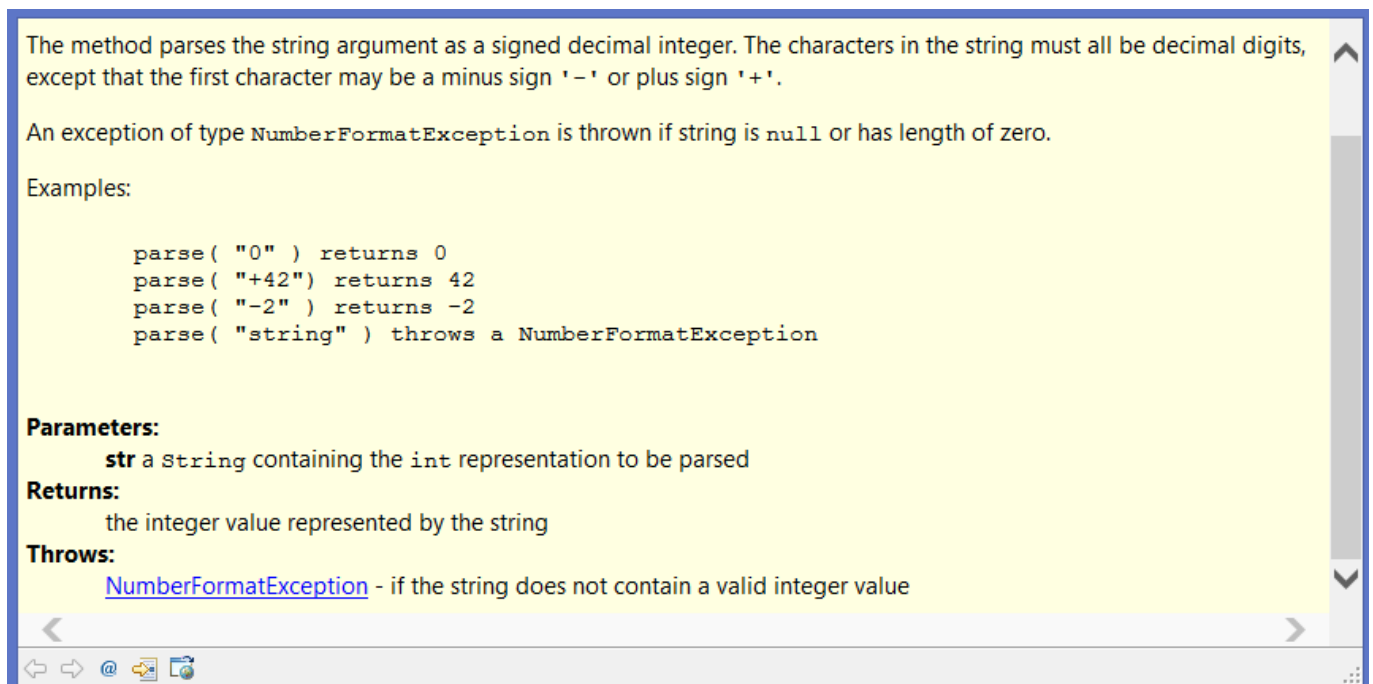 The method parses the string argument as a signed decimal integer. The characters in the string must all be decimal digits,
except that the first character may be a minus sign '-' or plus sign '+'.
An exception of type NumberFormatException is thrown if string is null or has length of zero.
Examples:
parse( "0" ) returns 0
parse( "+42") returns 42
parse( "-2" ) returns -2
parse( "string" ) throws a NumberFormatException
Parameters:
str a String containing the int representation to be parsed
Returns:
the integer value represented by the string
Throws:
NumberFormatException - if the string does not contain a valid integer value
@